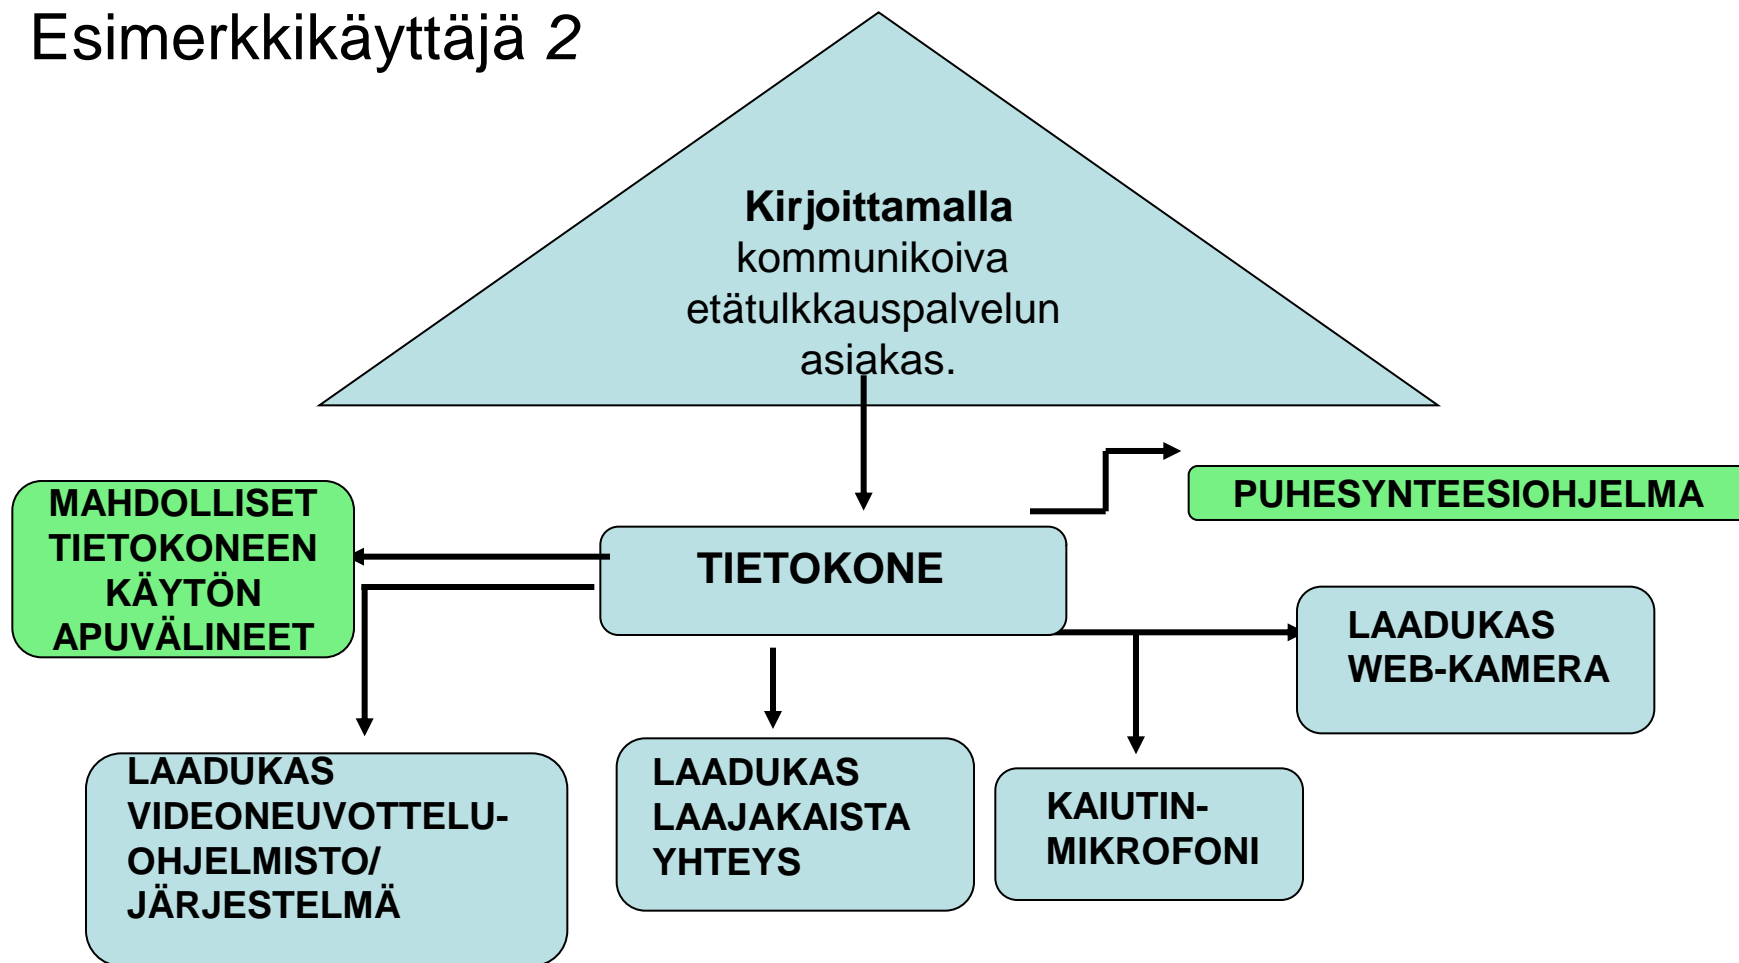 Esimerkkikäyttäjä 2
Kirjoittamalla
kommunikoiva
etätulkkauspalvelun
asiakas.
MAHDOLLISET
TIETOKONEEN
KÄYTÖN
APUVÄLINEET
TIETOKONE
PUHESYNTEESIOHJELMA
LAADUKAS
WEB-KAMERA
LAADUKAS
VIDEONEUVOTTELU-
OHJELMISTO/
JÄRJESTELMÄ
LAADUKAS
LAAJAKAISTA
YHTEYS
KAIUTIN-
MIKROFONI